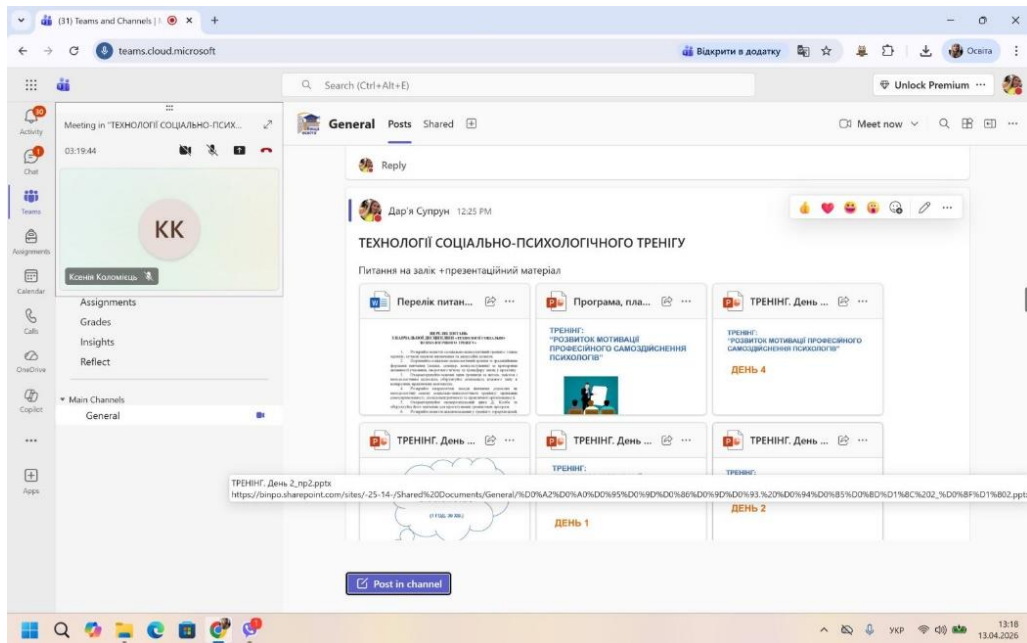 (31) Teams and Channels |
teams.cloud.microsoft
Відкрити в додатку
Освіта
Search (Ctrl+Alt+E)
Unlock Premium
Activity
Chat
Teams
Assignments
Calendar
Calls
OneDrive
Copilot
Apps
Meeting in "ТЕХНОЛОГІЇ СОЦІАЛЬНО-ПСИХ...
03:19:44
КК
Ксенія Коломієць
Assignments
Grades
Insights
Reflect
Main Channels
General
General Posts Shared
Meet now
Reply
Дар'я Супрун 12:25 PM
ТЕХНОЛОГІЇ СОЦІАЛЬНО-ПСИХОЛОГІЧНОГО ТРЕНІГУ
Питання на залік +презентаційний матеріал
Перелік питан...
Програма, пла...
ТРЕНІНГ:
"РОЗВИТОК МОТИВАЦІЇ
ПРОФЕСІЙНОГО САМОЗДІЙСНЕННЯ
ПСИХОЛОГІВ"
ТРЕНІНГ. День ...
ТРЕНІНГ:
"РОЗВИТОК МОТИВАЦІЇ ПРОФЕСІЙНОГО
САМОЗДІЙСНЕННЯ ПСИХОЛОГІВ"
ДЕНЬ 4
ТРЕНІНГ. День ...
ТРЕНІНГ. День ...
ТРЕНІНГ:
ДЕНЬ 1
ТРЕНІНГ. День ...
ТРЕНІНГ:
ДЕНЬ 2
ТРЕНІНГ. День 2_пр2.pptx
Post in channel
УКР
13:18
13.04.2026